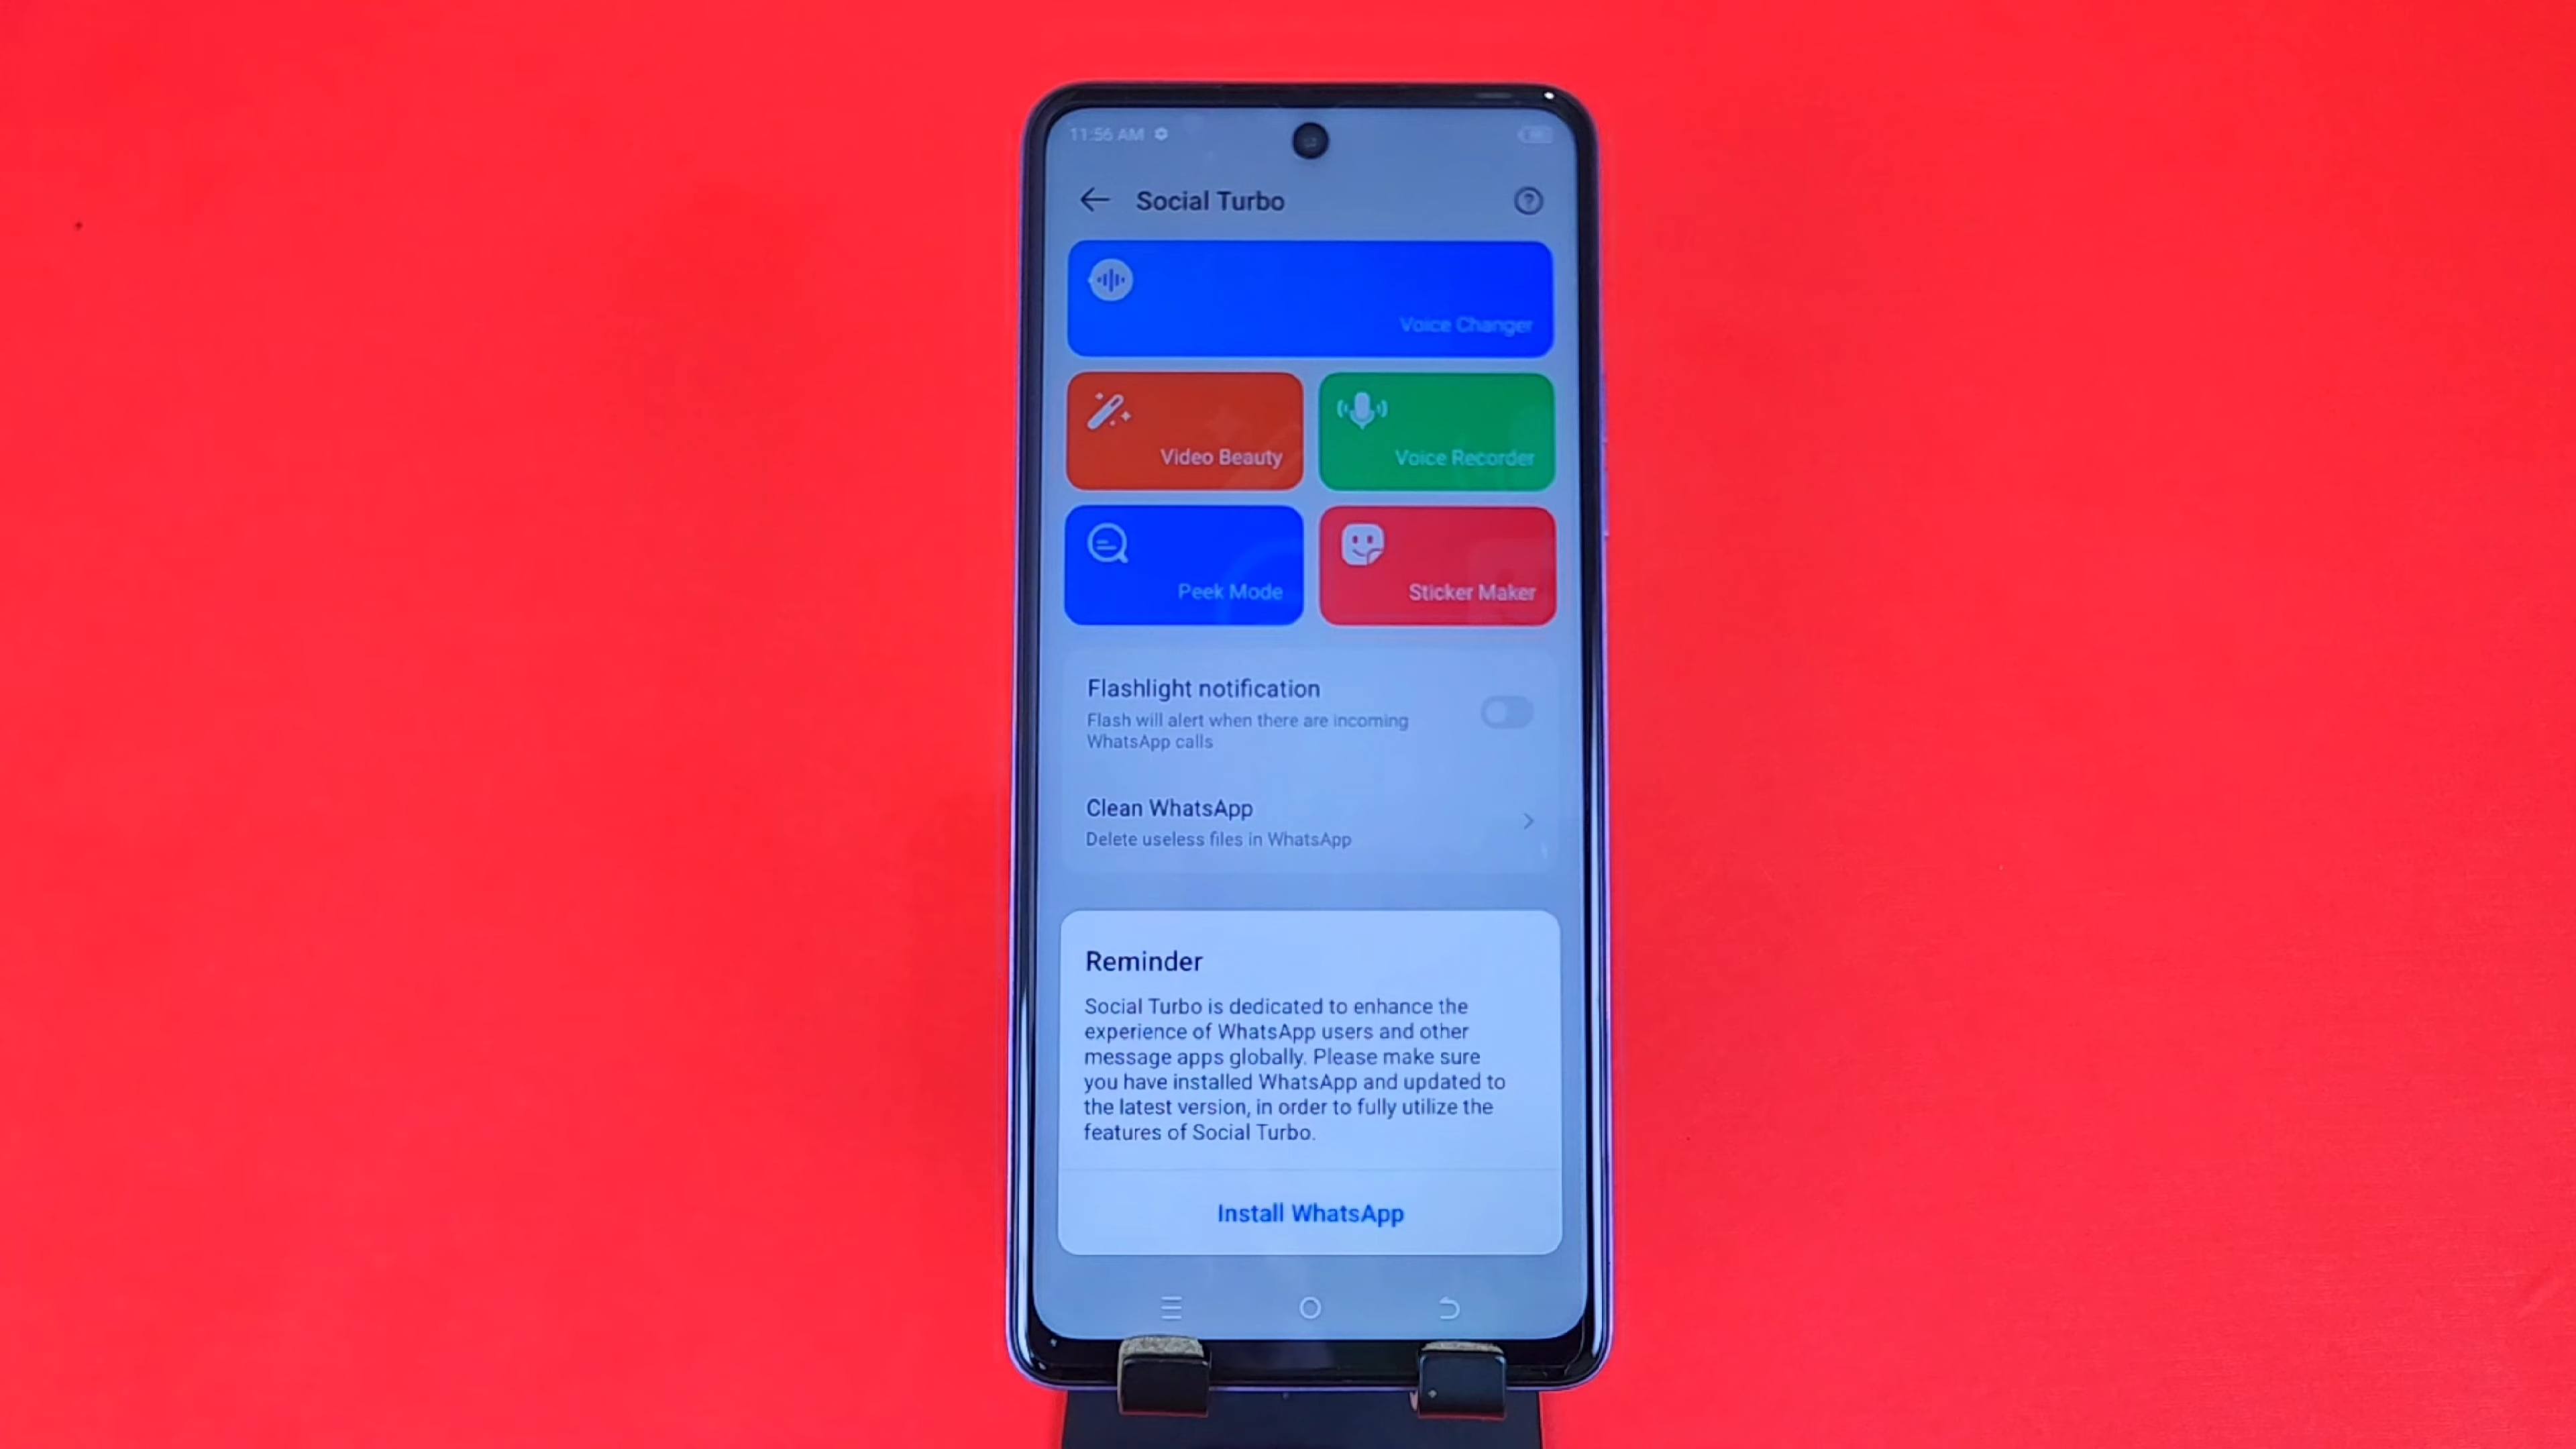 11:56 AM
Social Turbo
Voice Changer
Video Beauty
Voice Recorder
Peek Mode
Sticker Maker
Flashlight notification
Flash will alert when there are incoming
WhatsApp calls
Clean WhatsApp
Delete useless files in WhatsApp
Reminder
Social Turbo is dedicated to enhance the
experience of WhatsApp users and other
message apps globally. Please make sure
you have installed WhatsApp and updated to
the latest version, in order to fully utilize the
features of Social Turbo.
Install WhatsApp